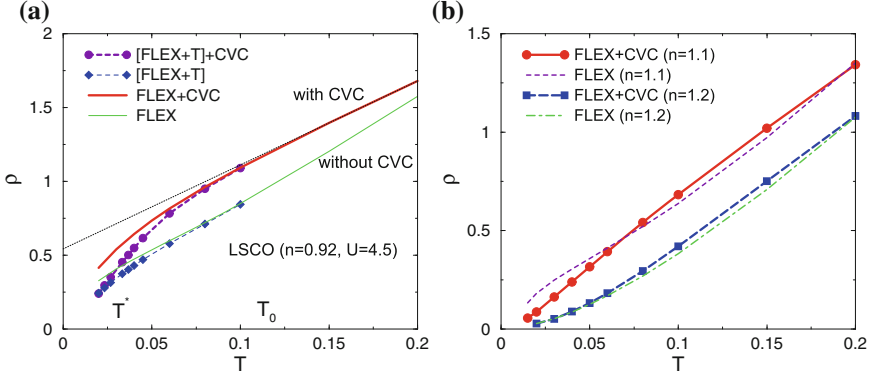 (a)
2
1.5
1
0.5
0
ρ
[FLEX+T]+CVC
[FLEX+T]
FLEX+CVC
FLEX
with CVC
without CVC
LSCO (n=0.92, U=4.5)
T*
T0
0
0.05
0.1
0.15
0.2
T
(b)
1.5
1
0.5
0
ρ
FLEX+CVC (n=1.1)
FLEX (n=1.1)
FLEX+CVC (n=1.2)
FLEX (n=1.2)
0
0.05
0.1
0.15
0.2
T